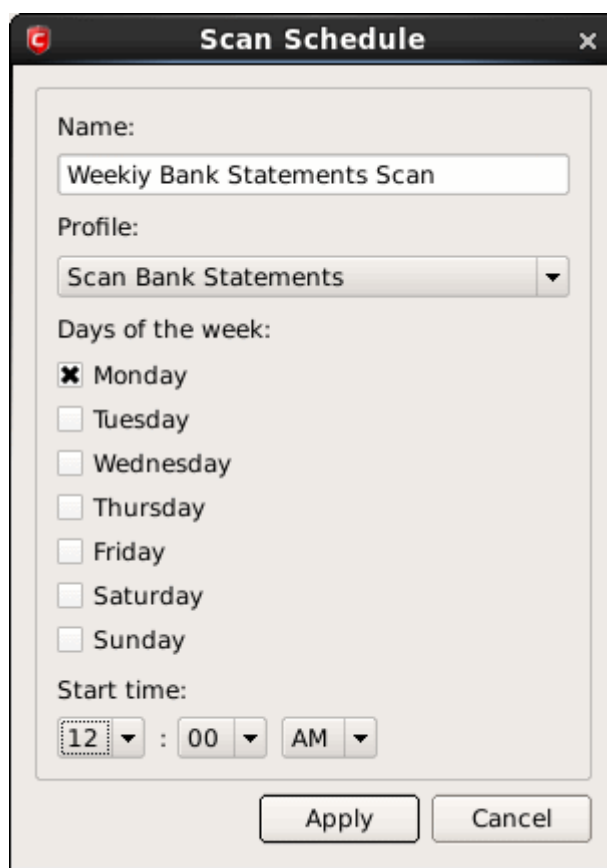 Scan Schedule
Name:
Weekiy Bank Statements Scan
Profile:
Scan Bank Statements
Days of the week:
Monday
Tuesday
Wednesday
Thursday
Friday
Saturday
Sunday
Start time:
12 : 00 AM
Apply Cancel